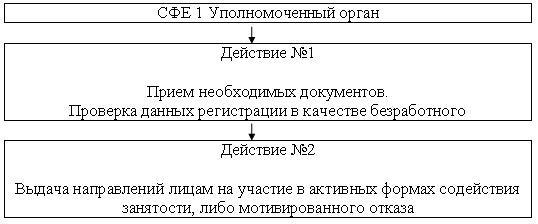 СФЕ 1 Уполномоченный орган
Действие №1
Прием необходимых документов.
Проверка данных регистрации в качестве безработного
Действие №2
Выдача направлений лицам на участие в активных формах содействия
занятости, либо мотивированного отказа